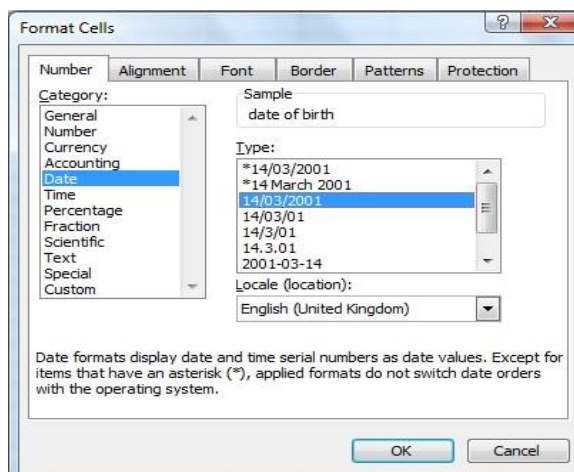 Format Cells
Number Alignment Font Border Patterns Protection
Category:
General
Number
Currency
Accounting
Date
Time
Percentage
Fraction
Scientific
Text
Special
Custom
Sample
date of birth
Type:
*14/03/2001
*14 March 2001
14/03/2001
14/03/01
14/3/01
14.3.01
2001-03-14
Locale (location):
English (United Kingdom)
Date formats display date and time serial numbers as date values. Except for
items that have an asterisk (*), applied formats do not switch date orders
with the operating system.
OK Cancel